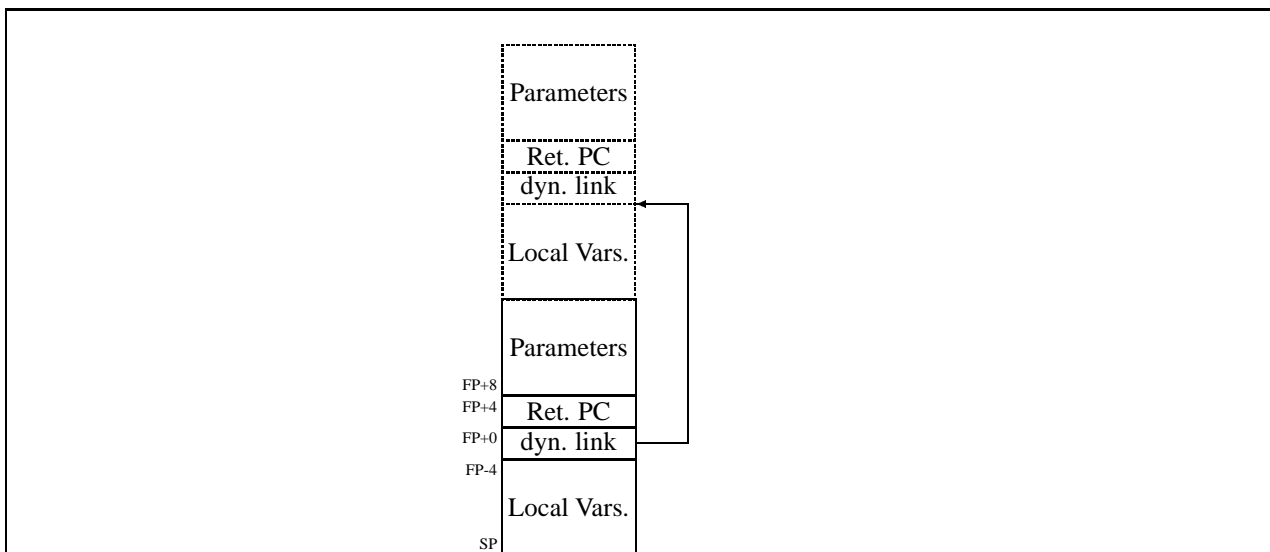 Parameters
Ret. PC
dyn. link
Local Vars.
Parameters
FP+8
FP+4 Ret. PC
FP+0 dyn. link
FP-4
Local Vars.
SP